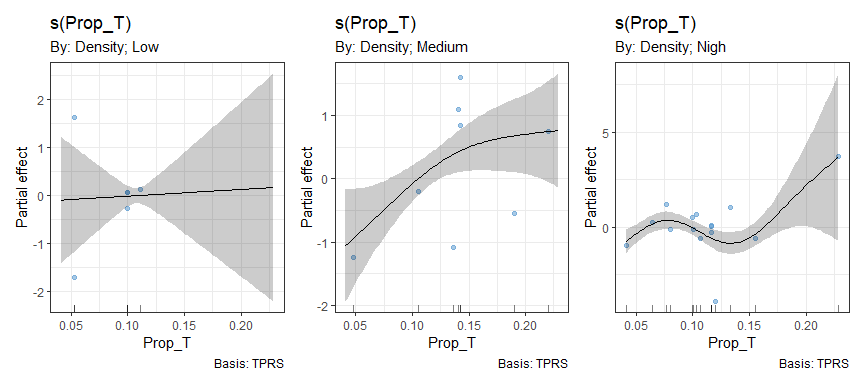 s(Prop_T)
By: Density; Low
Partial effect
2
1
0
-1
-2
0.05
0.10
0.15
0.20
Prop_T
Basis: TPRS
s(Prop_T)
By: Density; Medium
Partial effect
1
0
-1
-2
0.05
0.10
0.15
0.20
Prop_T
Basis: TPRS
s(Prop_T)
By: Density; Nigh
Partial effect
5
0
0.05
0.10
0.15
0.20
Prop_T
Basis: TPRS